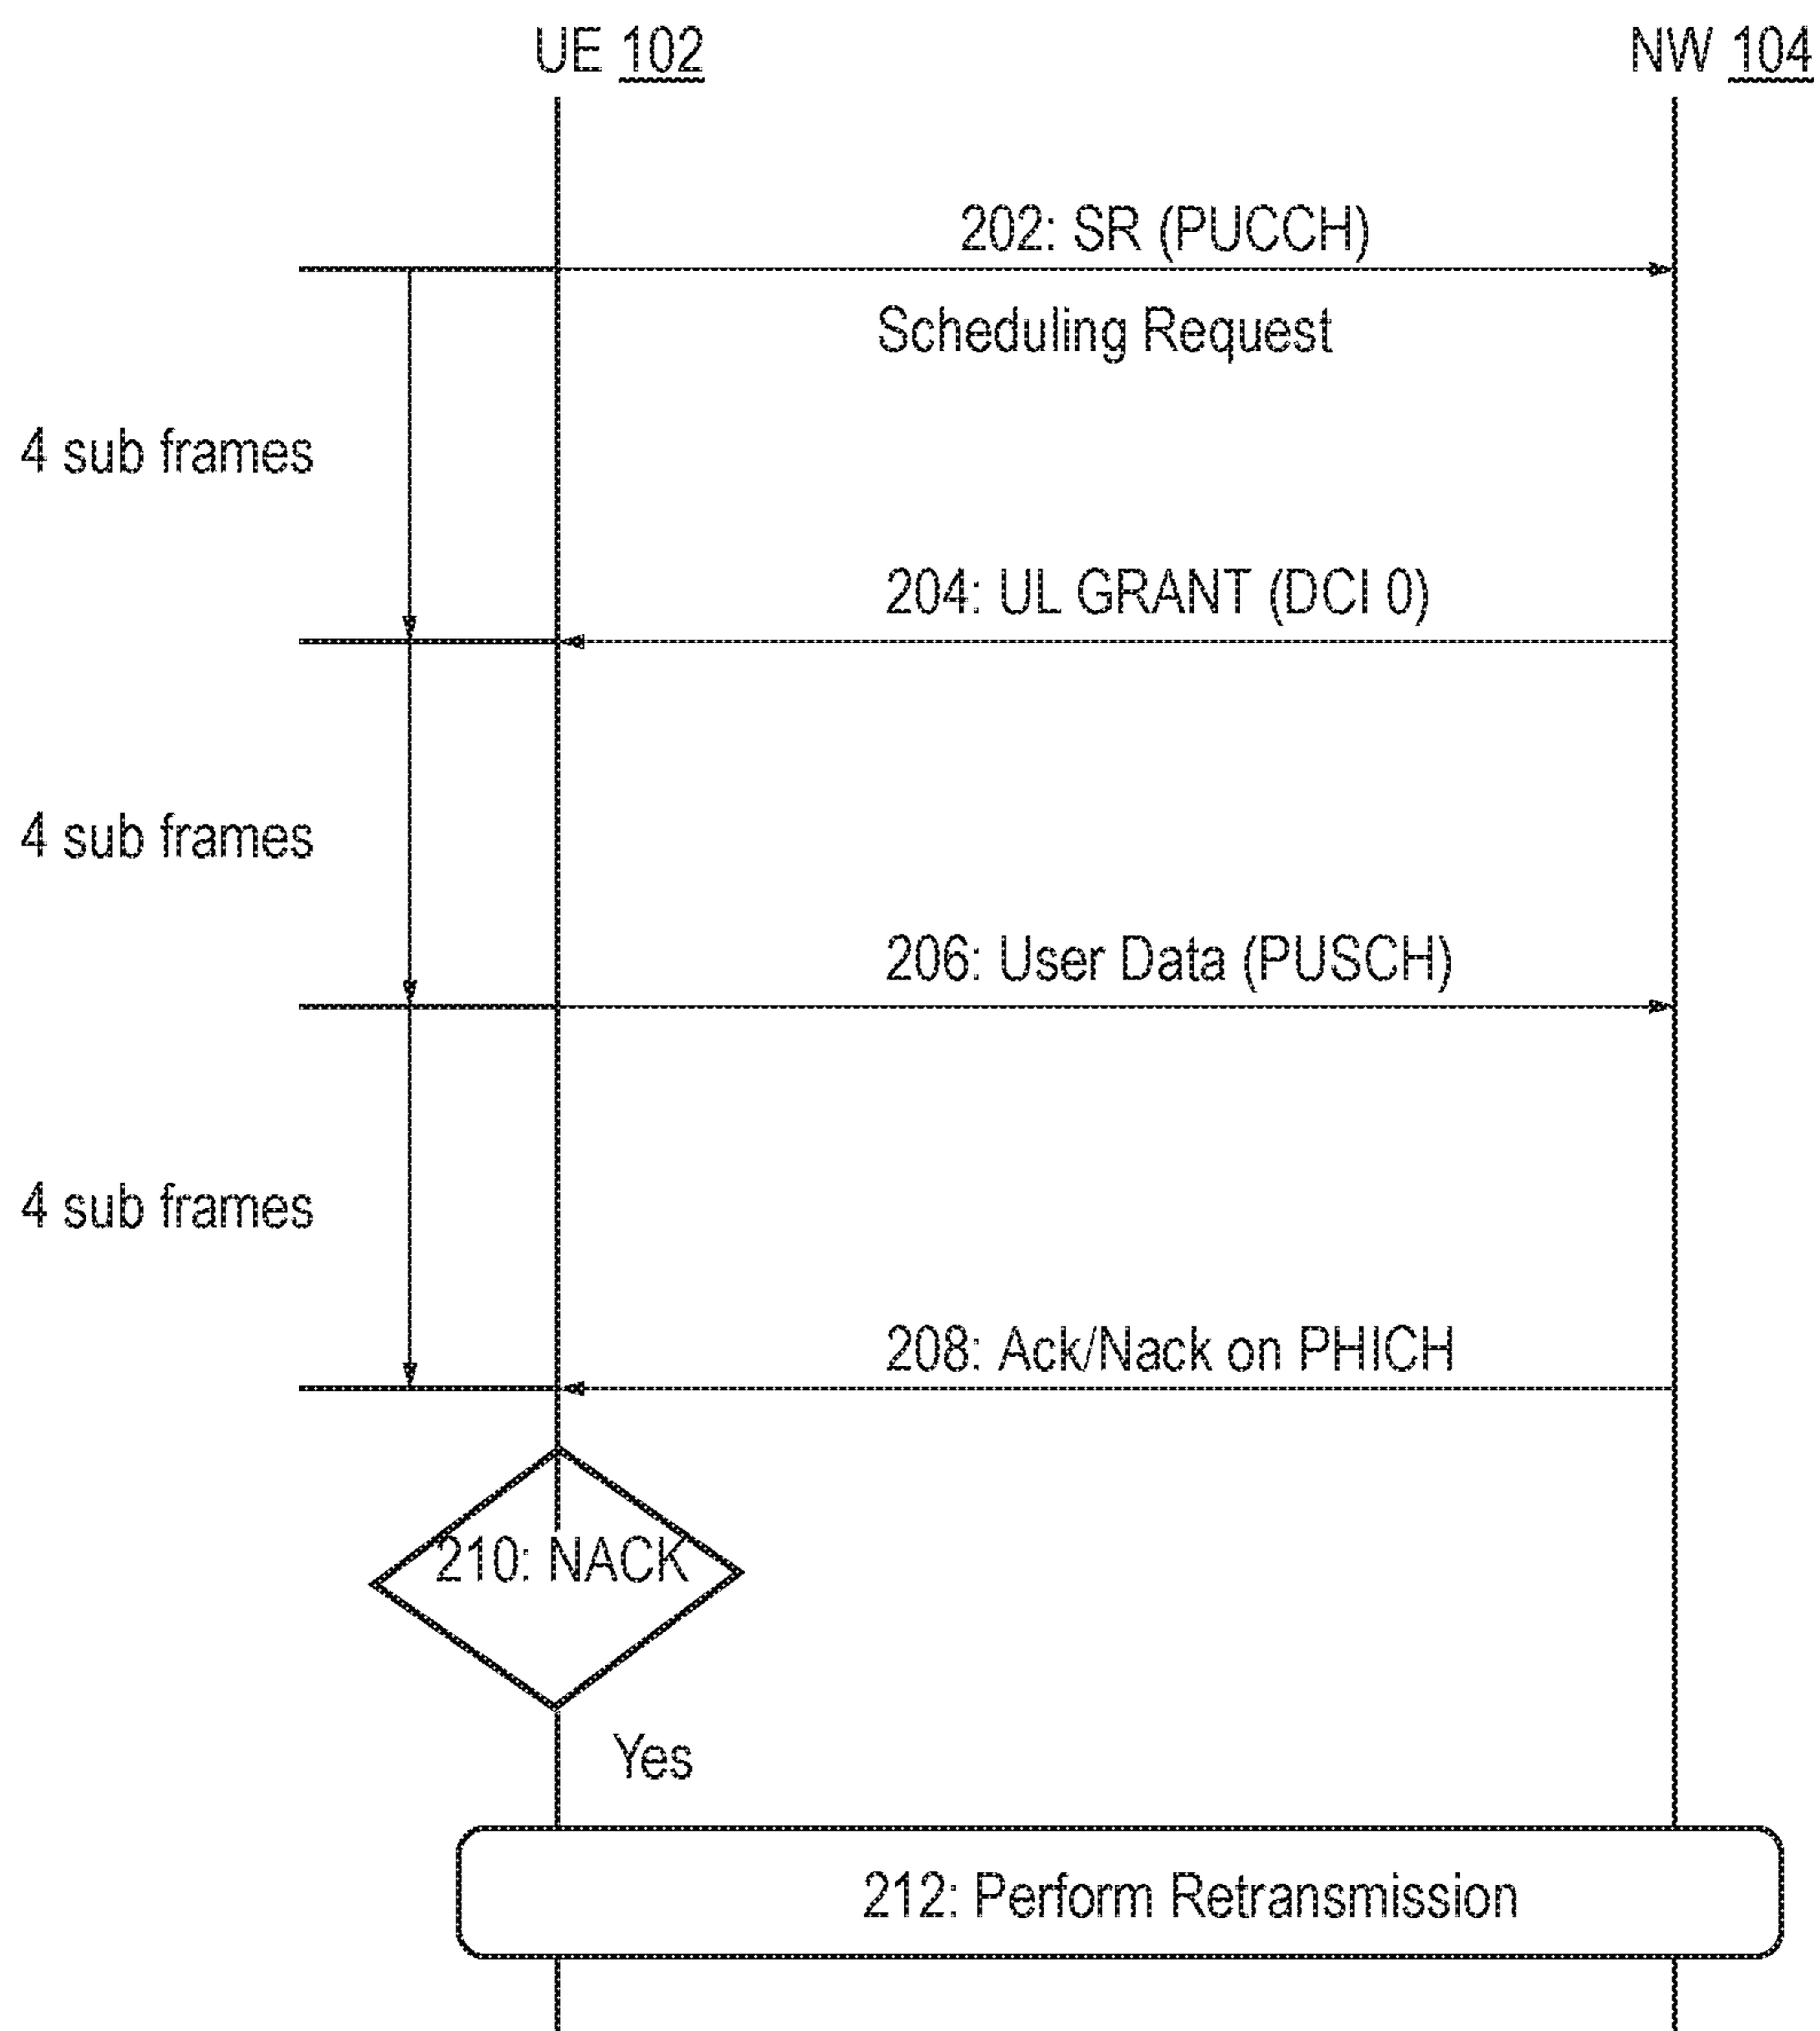 UE 102
NW 104
202: SR (PUCCH)
Scheduling Request
4 sub frames
204: UL GRANT (DCI 0)
4 sub frames
206: User Data (PUSCH)
4 sub frames
208: Ack/Nack on PHICH
210: NACK
Yes
212: Perform Retransmission